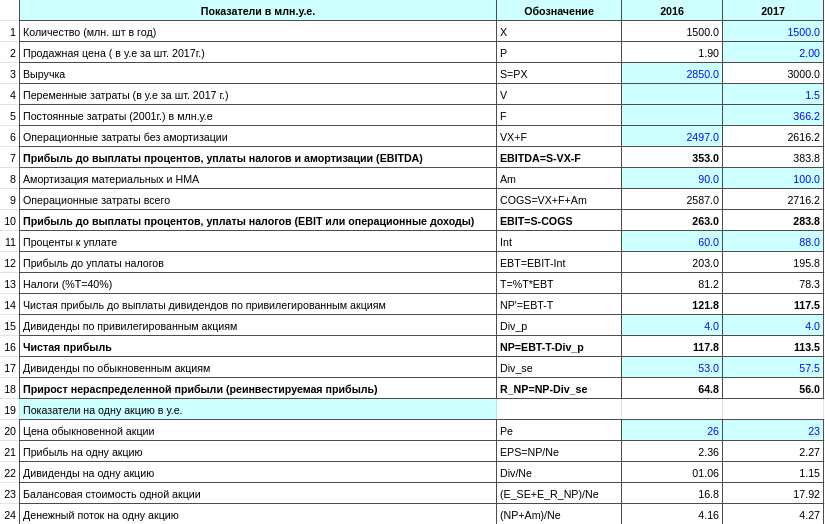 Показатели в млн.у.е. Обозначение 2016 2017
1 Количество (млн. шт в год) X 1500.0 1500.0
2 Продажная цена ( в у.е за шт. 2017г.) P 1.90 2.00
3 Выручка S=PX 2850.0 3000.0
4 Переменные затраты (в у.е за шт. 2017 г.) V 1.5
5 Постоянные затраты (2001г.) в млн.у.е F 366.2
6 Операционные затраты без амортизации VX+F 2497.0 2616.2
7 Прибыль до выплаты процентов, уплаты налогов и амортизации (EBITDA) EBITDA=S-VX-F 353.0 383.8
8 Амортизация материальных и НМА Am 90.0 100.0
9 Операционные затраты всего COGS=VX+F+Am 2587.0 2716.2
10 Прибыль до выплаты процентов, уплаты налогов (EBIT или операционные доходы) EBIT=S-COGS 263.0 283.8
11 Проценты к уплате Int 60.0 88.0
12 Прибыль до уплаты налогов EBT=EBIT-Int 203.0 195.8
13 Налоги (%T=40%) T=%T*EBT 81.2 78.3
14 Чистая прибыль до выплаты дивидендов по привилегированным акциям NP'=EBT-T 121.8 117.5
15 Дивиденды по привилегированным акциям Div_p 4.0 4.0
16 Чистая прибыль NP=EBT-T-Div_p 117.8 113.5
17 Дивиденды по обыкновенным акциям Div_se 53.0 57.5
18 Прирост нераспределенной прибыли (реинвестируемая прибыль) R_NP=NP-Div_se 64.8 56.0
19 Показатели на одну акцию в у.е.
20 Цена обыкновенной акции Pe 26 23
21 Прибыль на одну акцию EPS=NP/Ne 2.36 2.27
22 Дивиденды на одну акцию Div/Ne 01.06 1.15
23 Балансовая стоимость одной акции (E_SE+E_R_NP)/Ne 16.8 17.92
24 Денежный поток на одну акцию (NP+Am)/Ne 4.16 4.27